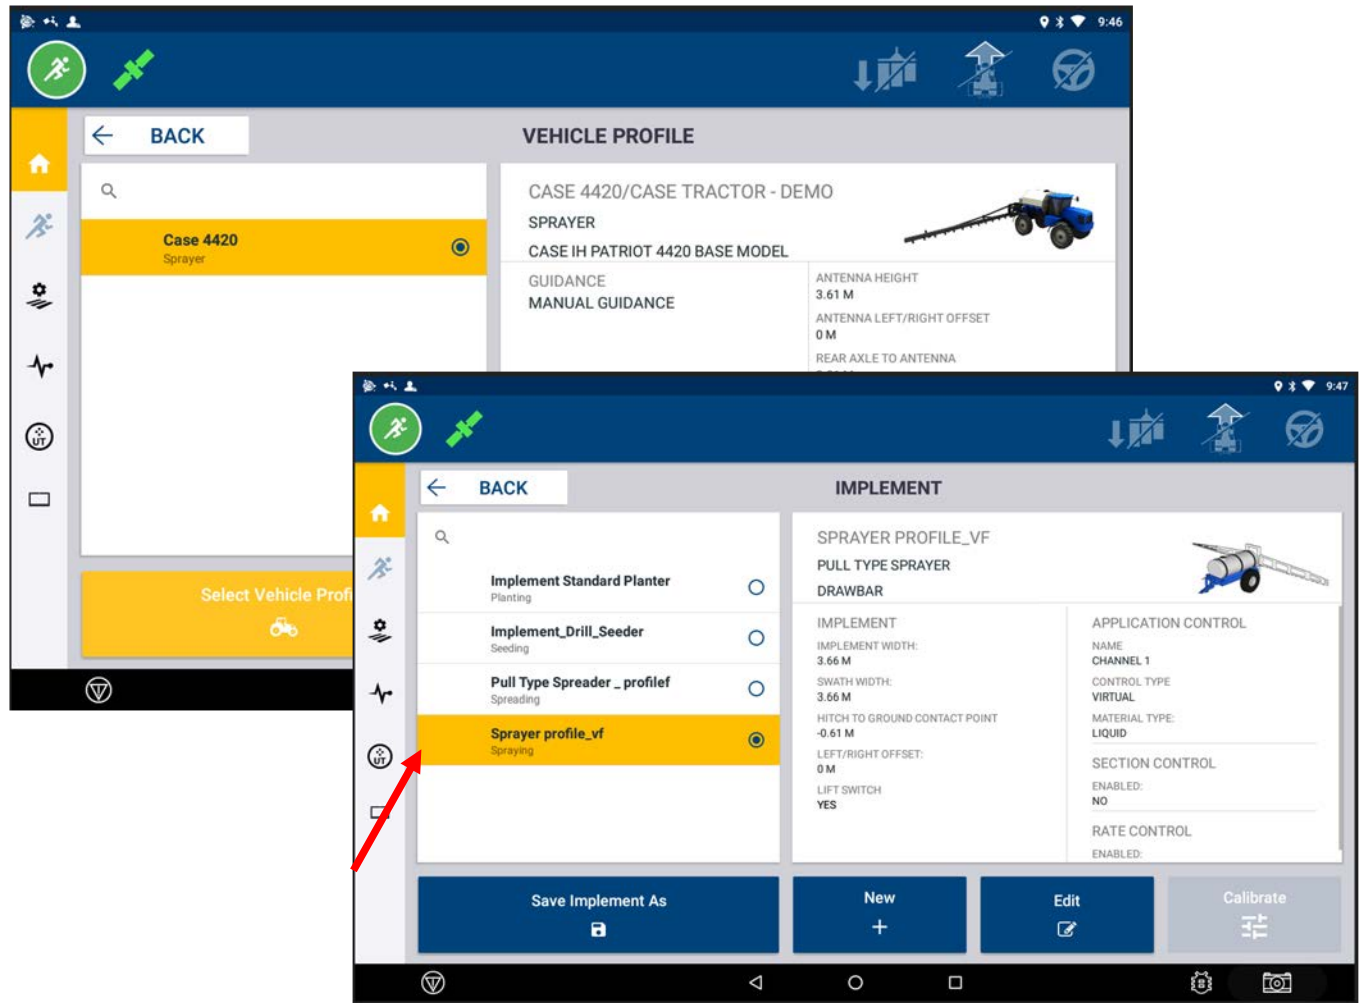 9:46
BACK
VEHICLE PROFILE
CASE 4420/CASE TRACTOR - DEMO
SPRAYER
CASE IH PATRIOT 4420 BASE MODEL
Case 4420
Sprayer
GUIDANCE
MANUAL GUIDANCE
ANTENNA HEIGHT
3.61 M
ANTENNA LEFT/RIGHT OFFSET
0 M
REAR AXLE TO ANTENNA
UT
Select Vehicle Profi
9:47
BACK
IMPLEMENT
Implement Standard Planter
Planting
Implement_Drill_Seeder
Seeding
Pull Type Spreader _ profilef
Spreading
Sprayer profile_vf
Spraying
UT
SPRAYER PROFILE_VF
PULL TYPE SPRAYER
DRAWBAR
IMPLEMENT
IMPLEMENT WIDTH:
3.66 M
SWATH WIDTH:
3.66 M
HITCH TO GROUND CONTACT POINT
-0.61 M
LEFT/RIGHT OFFSET:
0 M
LIFT SWITCH
YES
APPLICATION CONTROL
NAME
CHANNEL 1
CONTROL TYPE
VIRTUAL
MATERIAL TYPE:
LIQUID
SECTION CONTROL
ENABLED:
NO
RATE CONTROL
ENABLED:
Save Implement As
New
Edit
Calibrate